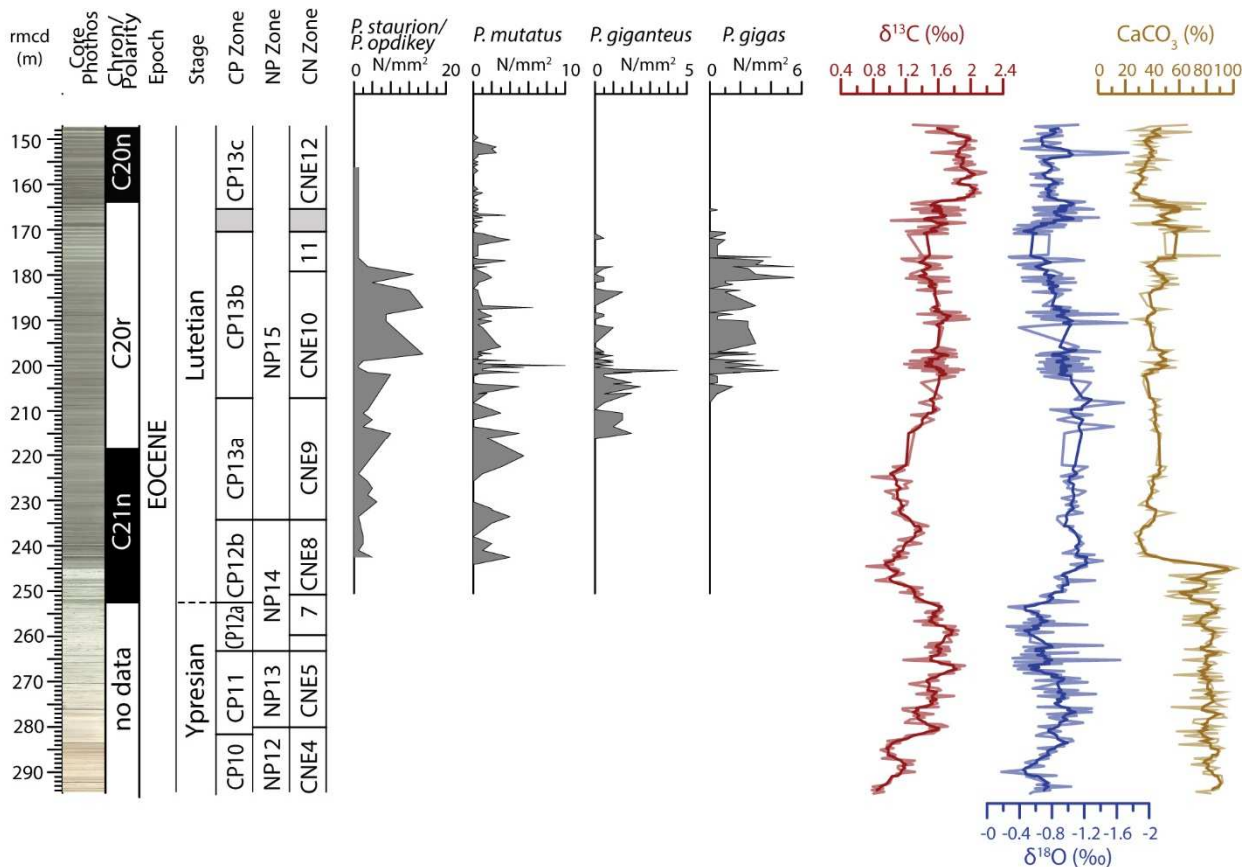 rmcd
(m)
Core
Phothos
Chron/
Polarity
Epoch
Stage
CP Zone
NP Zone
CN Zone
P. staurion/
P. opdikey
N/mm²
0 20
P. mutatus
N/mm²
0 10
P. giganteus
N/mm²
0 5
P. gigas
N/mm²
0 6
δ¹³C (‰)
0.4 0.8 1.2 1.6 2 2.4
CaCO₃ (%)
0 20 40 60 80 100
150
160
170
180
190
200
210
220
230
240
250
260
270
280
290
C20n
C20r
C21n
no data
EOCENE
Lutetian
Ypresian
CP13c
CP13b
CP13a
CP12b
CP12a
CP11
CP10
NP15
NP14
NP13
NP12
CNE12
11
CNE10
CNE9
CNE8
7
CNE5
CNE4
-0 -0.4 -0.8 -1.2 -1.6 -2
δ¹⁸O (‰)